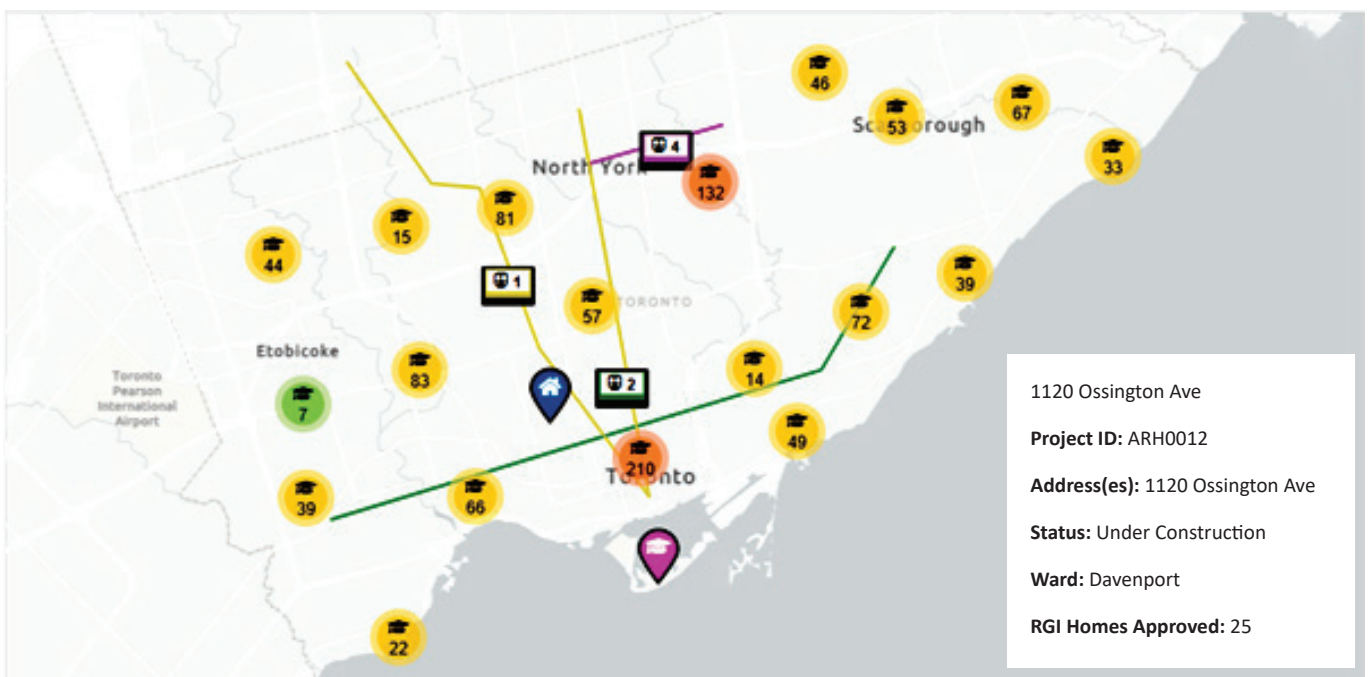 46
53
Scarborough
67
4
North York
132
33
81
15
44
1
39
57
TORONTO
72
Etobicoke
83
2
14
Toronto
Pearson
International
Airport
7
49
210
Toronto
39
66
22
1120 Ossington Ave
Project ID: ARH0012
Address(es): 1120 Ossington Ave
Status: Under Construction
Ward: Davenport
RGI Homes Approved: 25